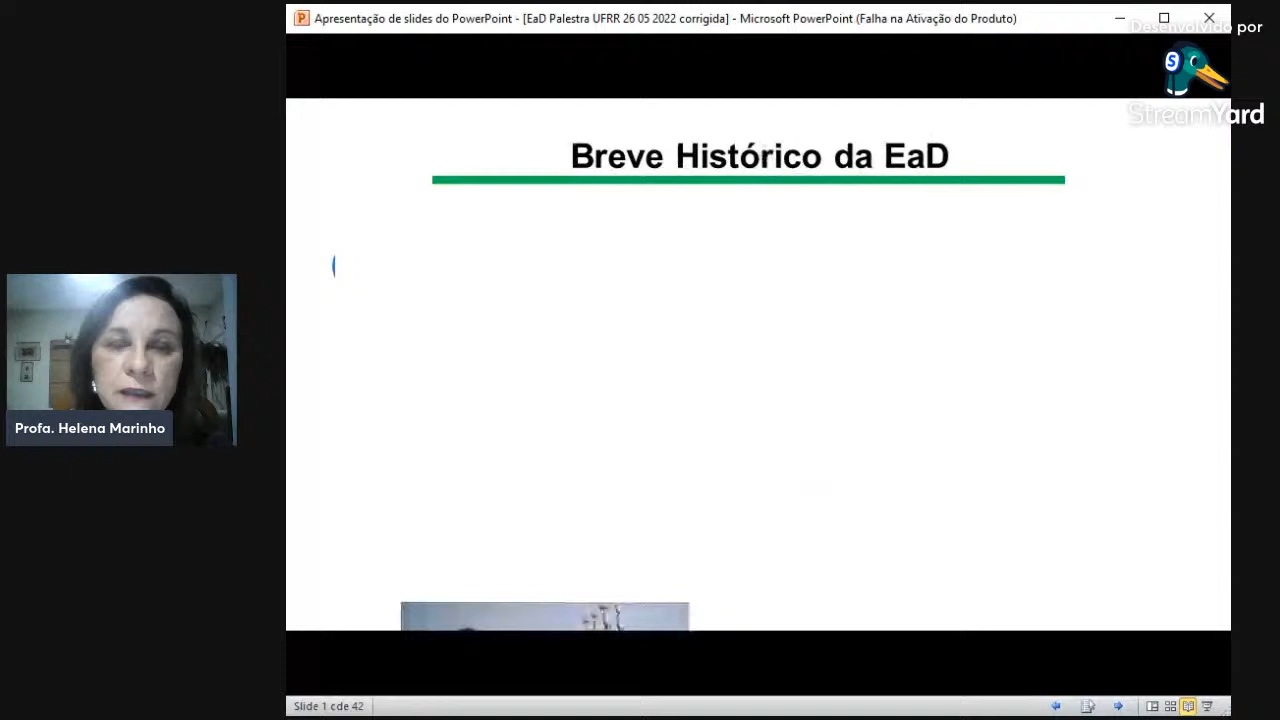 Apresentação de slides do PowerPoint - [EaD Palestra UFRR 26 05 2022 corrigida] - Microsoft PowerPoint (Falha na Ativação do Produto)
Desenvolvido por
S
StreamYard
Breve Histórico da EaD
Profa. Helena Marinho
Slide 1 cde 42